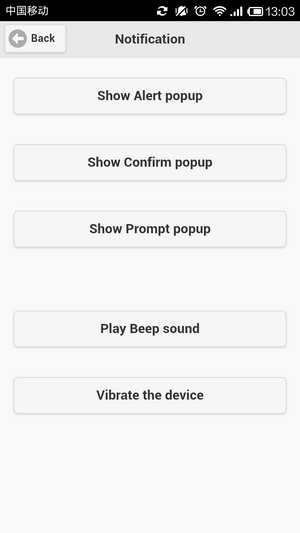 中国移动 13:03
Back Notification
Show Alert popup
Show Confirm popup
Show Prompt popup
Play Beep sound
Vibrate the device